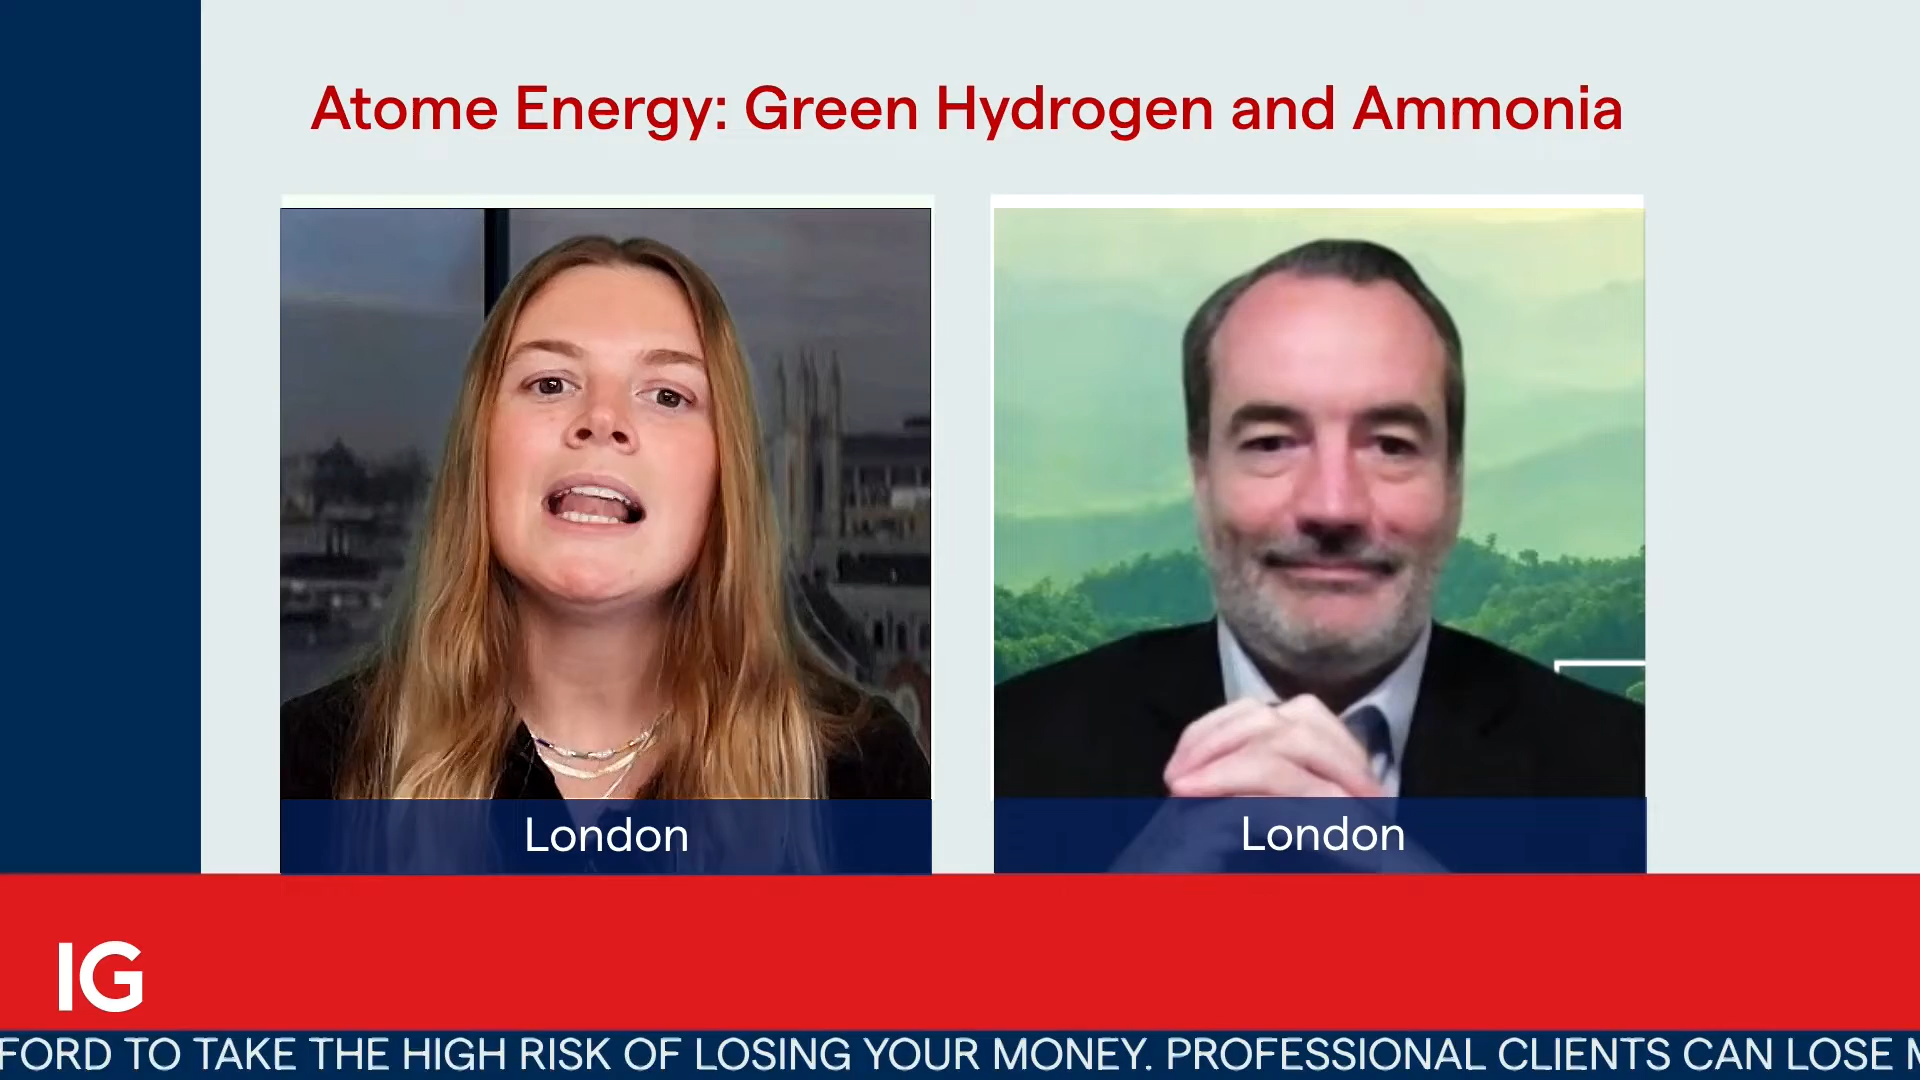 Atome Energy: Green Hydrogen and Ammonia
London
London
IG
FORD TO TAKE THE HIGH RISK OF LOSING YOUR MONEY. PROFESSIONAL CLIENTS CAN LOSE